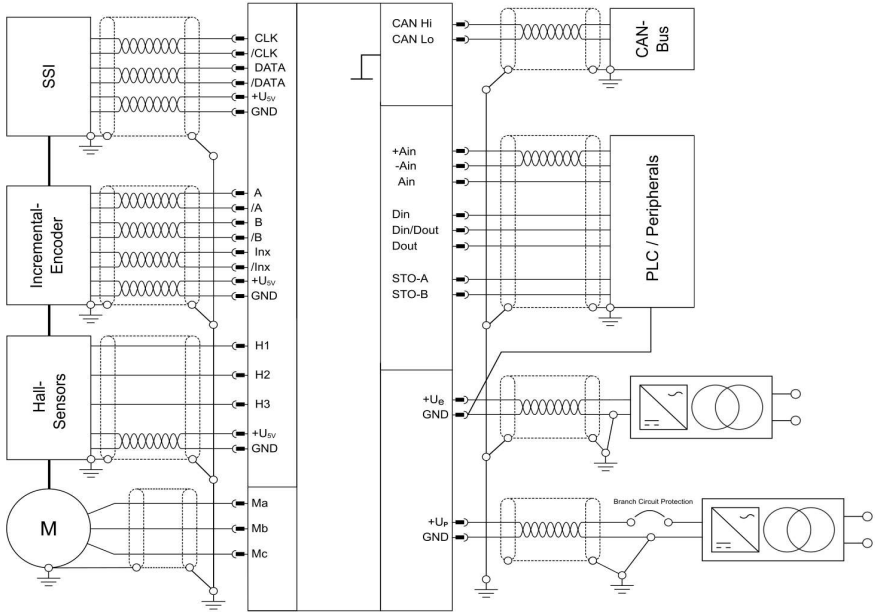 SSI
CLK
/CLK
DATA
/DATA
+U5V
GND
Incremental-
Encoder
A
/A
B
/B
Inx
/Inx
+U5V
GND
Hall-
Sensors
H1
H2
H3
+U5V
GND
M
Ma
Mb
Mc
CAN Hi
CAN Lo
CAN-
Bus
+Ain
-Ain
Ain
Din
Din/Dout
Dout
STO-A
STO-B
PLC / Peripherals
+Ue
GND
Branch Circuit Protection
+UP
GND